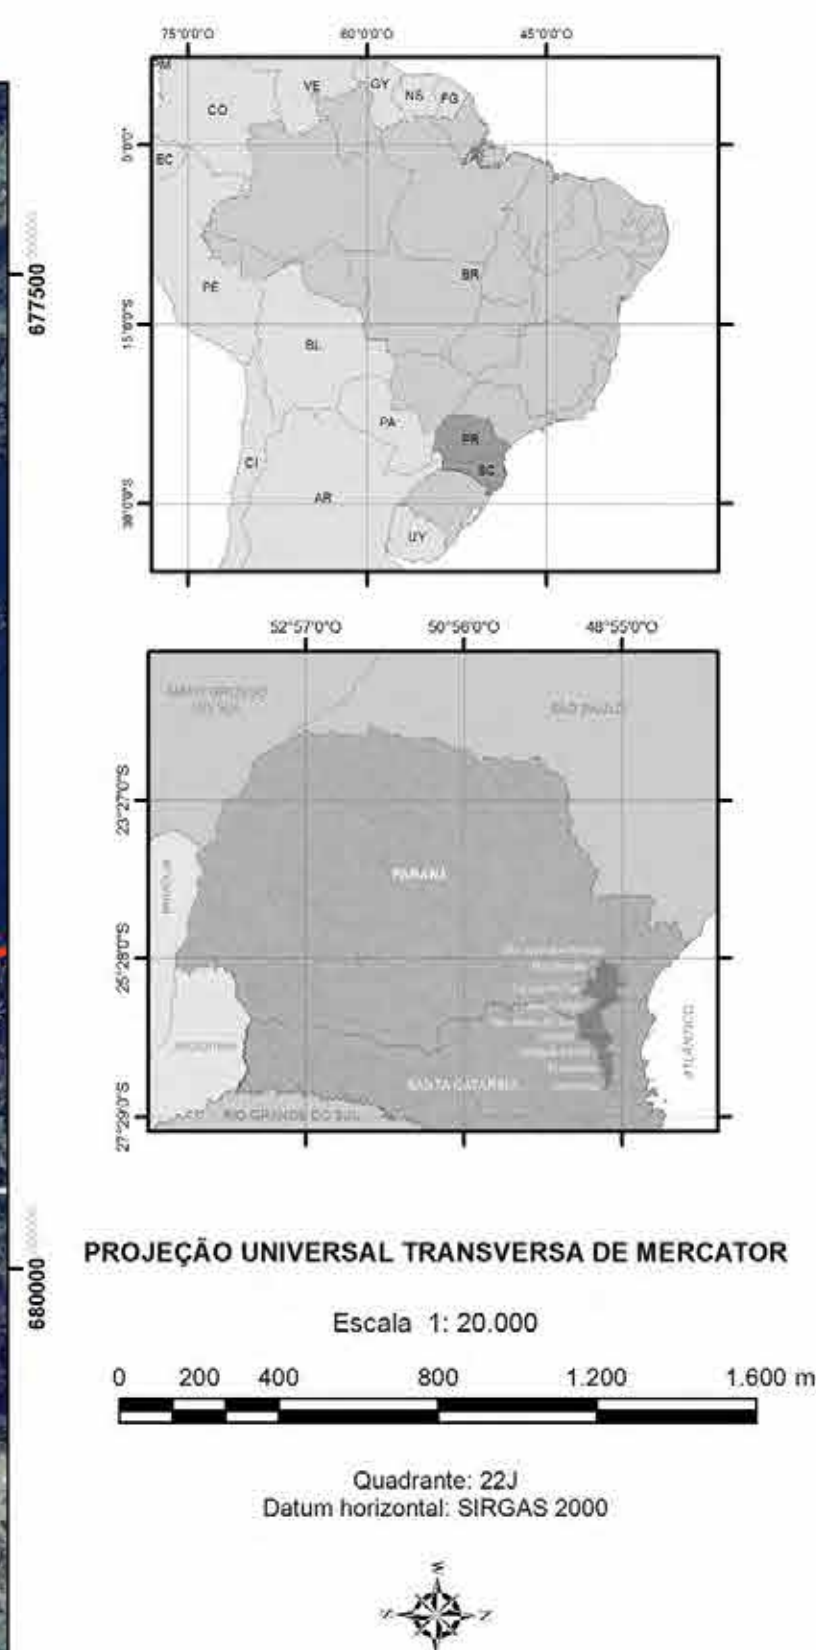 75°0'0"O
60°0'0"O
45°0'0"O
VE
GY
NS
FG
CO
EC
PE
BR
BL
PA
PR
SC
CI
AR
UY
15°0'0"S
30°0'0"S
677500
52°57'0"O
50°56'0"O
48°55'0"O
SÃO PAULO
23°27'0"S
PARANÁ
25°28'0"S
ATLÂNTICO
SANTA CATARINA
27°29'0"S
RIO GRANDE DO SUL
680000
PROJEÇÃO UNIVERSAL TRANSVERSA DE MERCATOR
Escala 1: 20.000
0 200 400 800 1.200 1.600 m
Quadrante: 22J
Datum horizontal: SIRGAS 2000
W
S
N